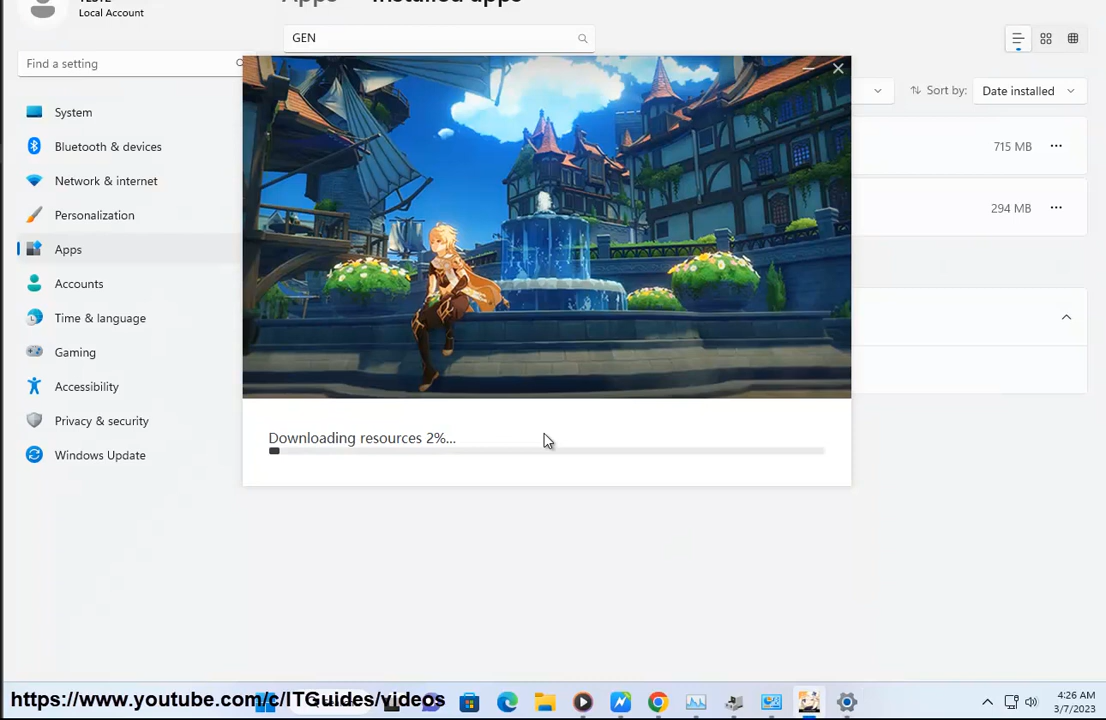 Local Account
Apps Installed apps
GEN
Find a setting
Sort by: Date installed
System
Bluetooth & devices
715 MB
Network & internet
Personalization
294 MB
Apps
Accounts
Time & language
Gaming
Accessibility
Privacy & security
Downloading resources 2%...
Windows Update
https://www.youtube.com/c/ITGuides/videos
4:26 AM
3/7/2023